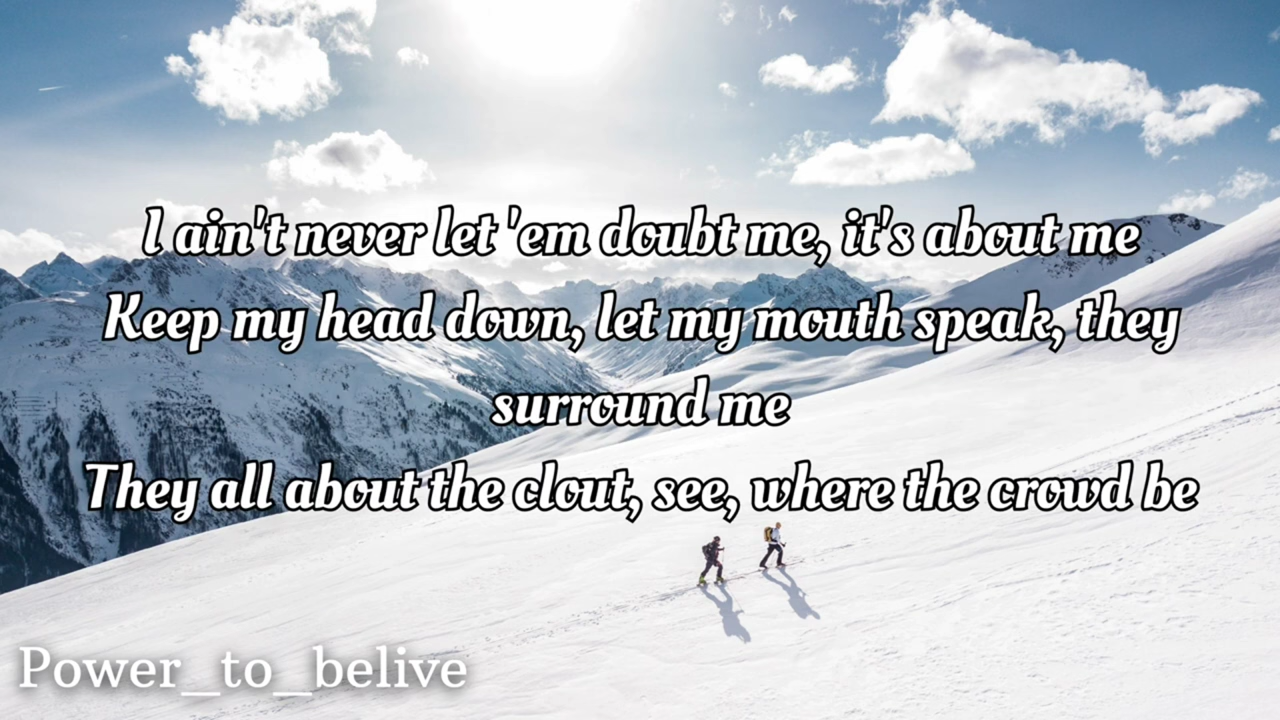 I ain't never let 'em doubt me, it's about me
Keep my head down, let my mouth speak, they
surround me
They all about the clout, see, where the crowd be
Power_to_belive